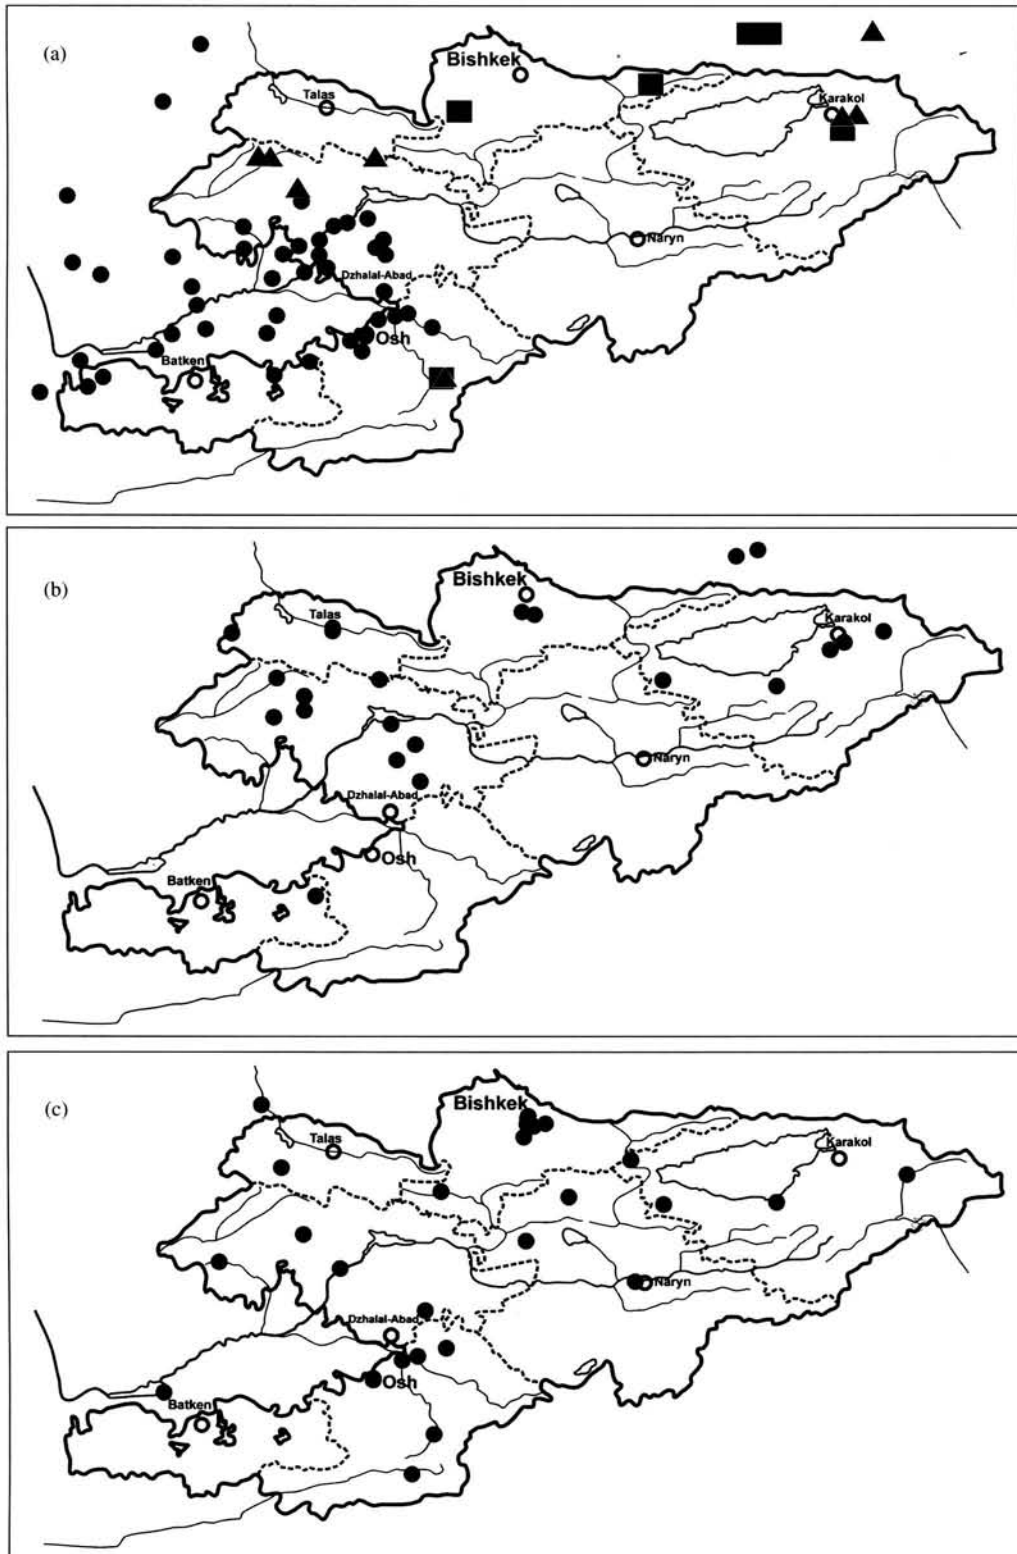 (a)
Bishkek
Talas
Karakol
Naryn
Dzhalal-Abad
Osh
Batken
(b)
Bishkek
Talas
Karakol
Naryn
Dzhalal-Abad
Osh
Batken
(c)
Bishkek
Talas
Karakol
Naryn
Dzhalal-Abad
Osh
Batken